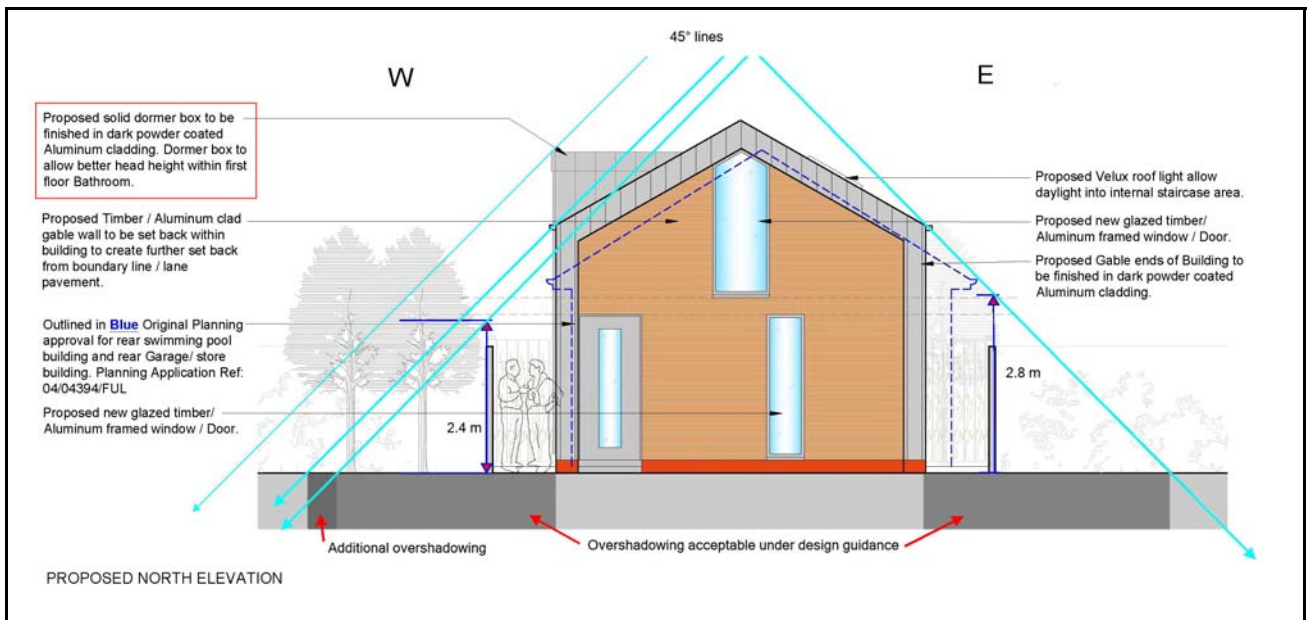 45° lines
W
E
Proposed solid dormer box to be
finished in dark powder coated
Aluminum cladding. Dormer box to
allow better head height within first
floor Bathroom.
Proposed Timber / Aluminum clad
gable wall to be set back within
building to create further set back
from boundary line / lane
pavement.
Outlined in Blue Original Planning
approval for rear swimming pool
building and rear Garage/ store
building. Planning Application Ref:
04/04394/FUL
Proposed new glazed timber/
Aluminum framed window / Door.
2.4 m
Proposed Velux roof light allow
daylight into internal staircase area.
Proposed new glazed timber/
Aluminum framed window / Door.
Proposed Gable ends of Building to
be finished in dark powder coated
Aluminum cladding.
2.8 m
Additional overshadowing
Overshadowing acceptable under design guidance
PROPOSED NORTH ELEVATION